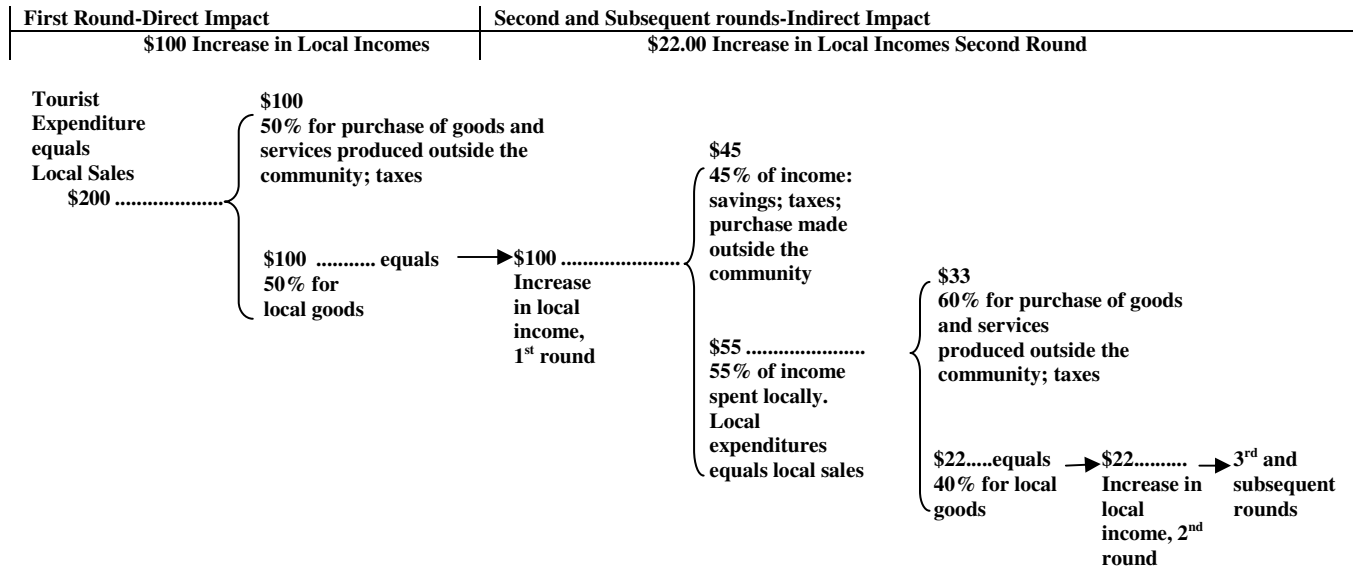 First Round-Direct Impact
Second and Subsequent rounds-Indirect Impact
$100 Increase in Local Incomes
$22.00 Increase in Local Incomes Second Round
Tourist
Expenditure
equals
Local Sales
$200 ....................
$100
50% for purchase of goods and
services produced outside the
community; taxes
$100 ........... equals
50% for
local goods
$100 ......................
Increase
in local
income,
1st round
$45
45% of income:
savings; taxes;
purchase made
outside the
community
$55 ......................
55% of income
spent locally.
Local
expenditures
equals local sales
$33
60% for purchase of goods
and services
produced outside the
community; taxes
$22.....equals
40% for local
goods
$22..........
Increase in
local
income, 2nd
round
3rd and
subsequent
rounds